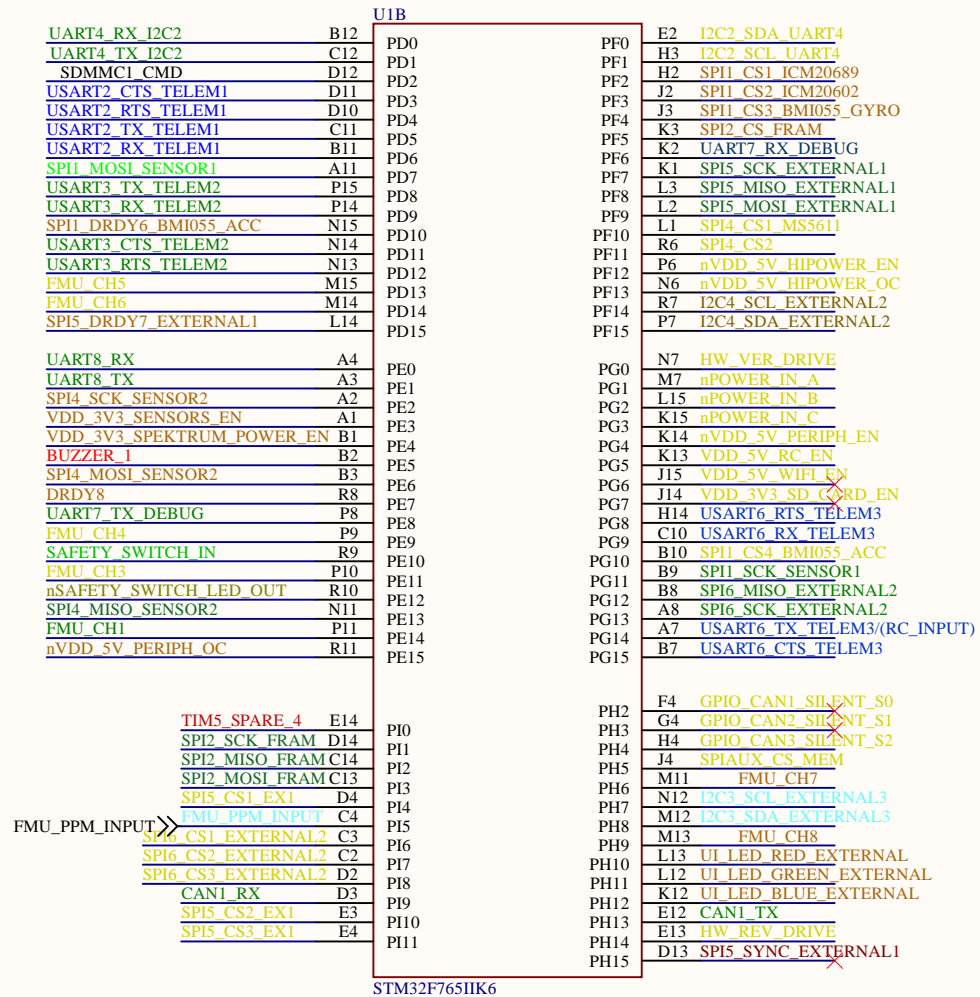 U1B
UART4_RX_I2C2 B12 PD0 PF0 E2 I2C2_SDA_UART4
UART4_TX_I2C2 C12 PD1 PF1 H3 I2C2_SCL_UART4
SDMMC1_CMD D12 PD2 PF2 H2 SPI1_CS1_ICM20689
USART2_CTS_TELEM1 D11 PD3 PF3 J2 SPI1_CS2_ICM20602
USART2_RTS_TELEM1 D10 PD4 PF4 J3 SPI1_CS3_BMI055_GYRO
USART2_TX_TELEM1 C11 PD5 PF5 K3 SPI2_CS_FRAM
USART2_RX_TELEM1 B11 PD6 PF6 K2 UART7_RX_DEBUG
SPI1_MOSI_SENSOR1 A11 PD7 PF7 K1 SPI5_SCK_EXTERNAL1
USART3_TX_TELEM2 P15 PD8 PF8 L3 SPI5_MISO_EXTERNAL1
USART3_RX_TELEM2 P14 PD9 PF9 L2 SPI5_MOSI_EXTERNAL1
SPI1_DRDY6_BMI055_ACC N15 PD10 PF10 L1 SPI4_CS1_MS5611
USART3_CTS_TELEM2 N14 PD11 PF11 R6 SPI4_CS2
USART3_RTS_TELEM2 N13 PD12 PF12 P6 nVDD_5V_HIPOWER_EN
FMU_CH5 M15 PD13 PF13 N6 nVDD_5V_HIPOWER_OC
FMU_CH6 M14 PD14 PF14 R7 I2C4_SCL_EXTERNAL2
SPI5_DRDY7_EXTERNAL1 L14 PD15 PF15 P7 I2C4_SDA_EXTERNAL2
UART8_RX A4 PE0 PG0 N7 HW_VER_DRIVE
UART8_TX A3 PE1 PG1 M7 nPOWER_IN_A
SPI4_SCK_SENSOR2 A2 PE2 PG2 L15 nPOWER_IN_B
VDD_3V3_SENSORS_EN A1 PE3 PG3 K15 nPOWER_IN_C
VDD_3V3_SPEKTRUM_POWER_EN B1 PE4 PG4 K14 nVDD_5V_PERIPH_EN
BUZZER_1 B2 PE5 PG5 K13 VDD_5V_RC_EN
SPI4_MOSI_SENSOR2 B3 PE6 PG6 J15 VDD_5V_WIFI_EN
DRDY8 R8 PE7 PG7 J14 VDD_3V3_SD_CARD_EN
UART7_TX_DEBUG P8 PE8 PG8 H14 USART6_RTS_TELEM3
FMU_CH4 P9 PE9 PG9 C10 USART6_RX_TELEM3
SAFETY_SWITCH_IN R9 PE10 PG10 B10 SPI1_CS4_BMI055_ACC
FMU_CH3 P10 PE11 PG11 B9 SPI1_SCK_SENSOR1
nSAFETY_SWITCH_LED_OUT R10 PE12 PG12 B8 SPI6_MISO_EXTERNAL2
SPI4_MISO_SENSOR2 N11 PE13 PG13 A8 SPI6_SCK_EXTERNAL2
FMU_CH1 P11 PE14 PG14 A7 USART6_TX_TELEM3/(RC_INPUT)
nVDD_5V_PERIPH_OC R11 PE15 PG15 B7 USART6_CTS_TELEM3
PH2 F4 GPIO_CAN1_SILENT_S0
TIM5_SPARE_4 E14 PI0 PH3 G4 GPIO_CAN2_SILENT_S1
SPI2_SCK_FRAM D14 PI1 PH4 H4 GPIO_CAN3_SILENT_S2
SPI2_MISO_FRAM C14 PI2 PH5 J4 SPIAUX_CS_MEM
SPI2_MOSI_FRAM C13 PI3 PH6 M11 FMU_CH7
SPI5_CS1_EX1 D4 PI4 PH7 N12 I2C3_SCL_EXTERNAL3
FMU_PPM_INPUT FMU_PPM_INPUT C4 PI5 PH8 M12 I2C3_SDA_EXTERNAL3
SPI6_CS1_EXTERNAL2 C3 PI6 PH9 M13 FMU_CH8
SPI6_CS2_EXTERNAL2 C2 PI7 PH10 L13 UI_LED_RED_EXTERNAL
SPI6_CS3_EXTERNAL2 D2 PI8 PH11 L12 UI_LED_GREEN_EXTERNAL
CAN1_RX D3 PI9 PH12 K12 UI_LED_BLUE_EXTERNAL
SPI5_CS2_EX1 E3 PI10 PH13 E12 CAN1_TX
SPI5_CS3_EX1 E4 PI11 PH14 E13 HW_REV_DRIVE
PH15 D13 SPI5_SYNC_EXTERNAL1
STM32F765IIK6